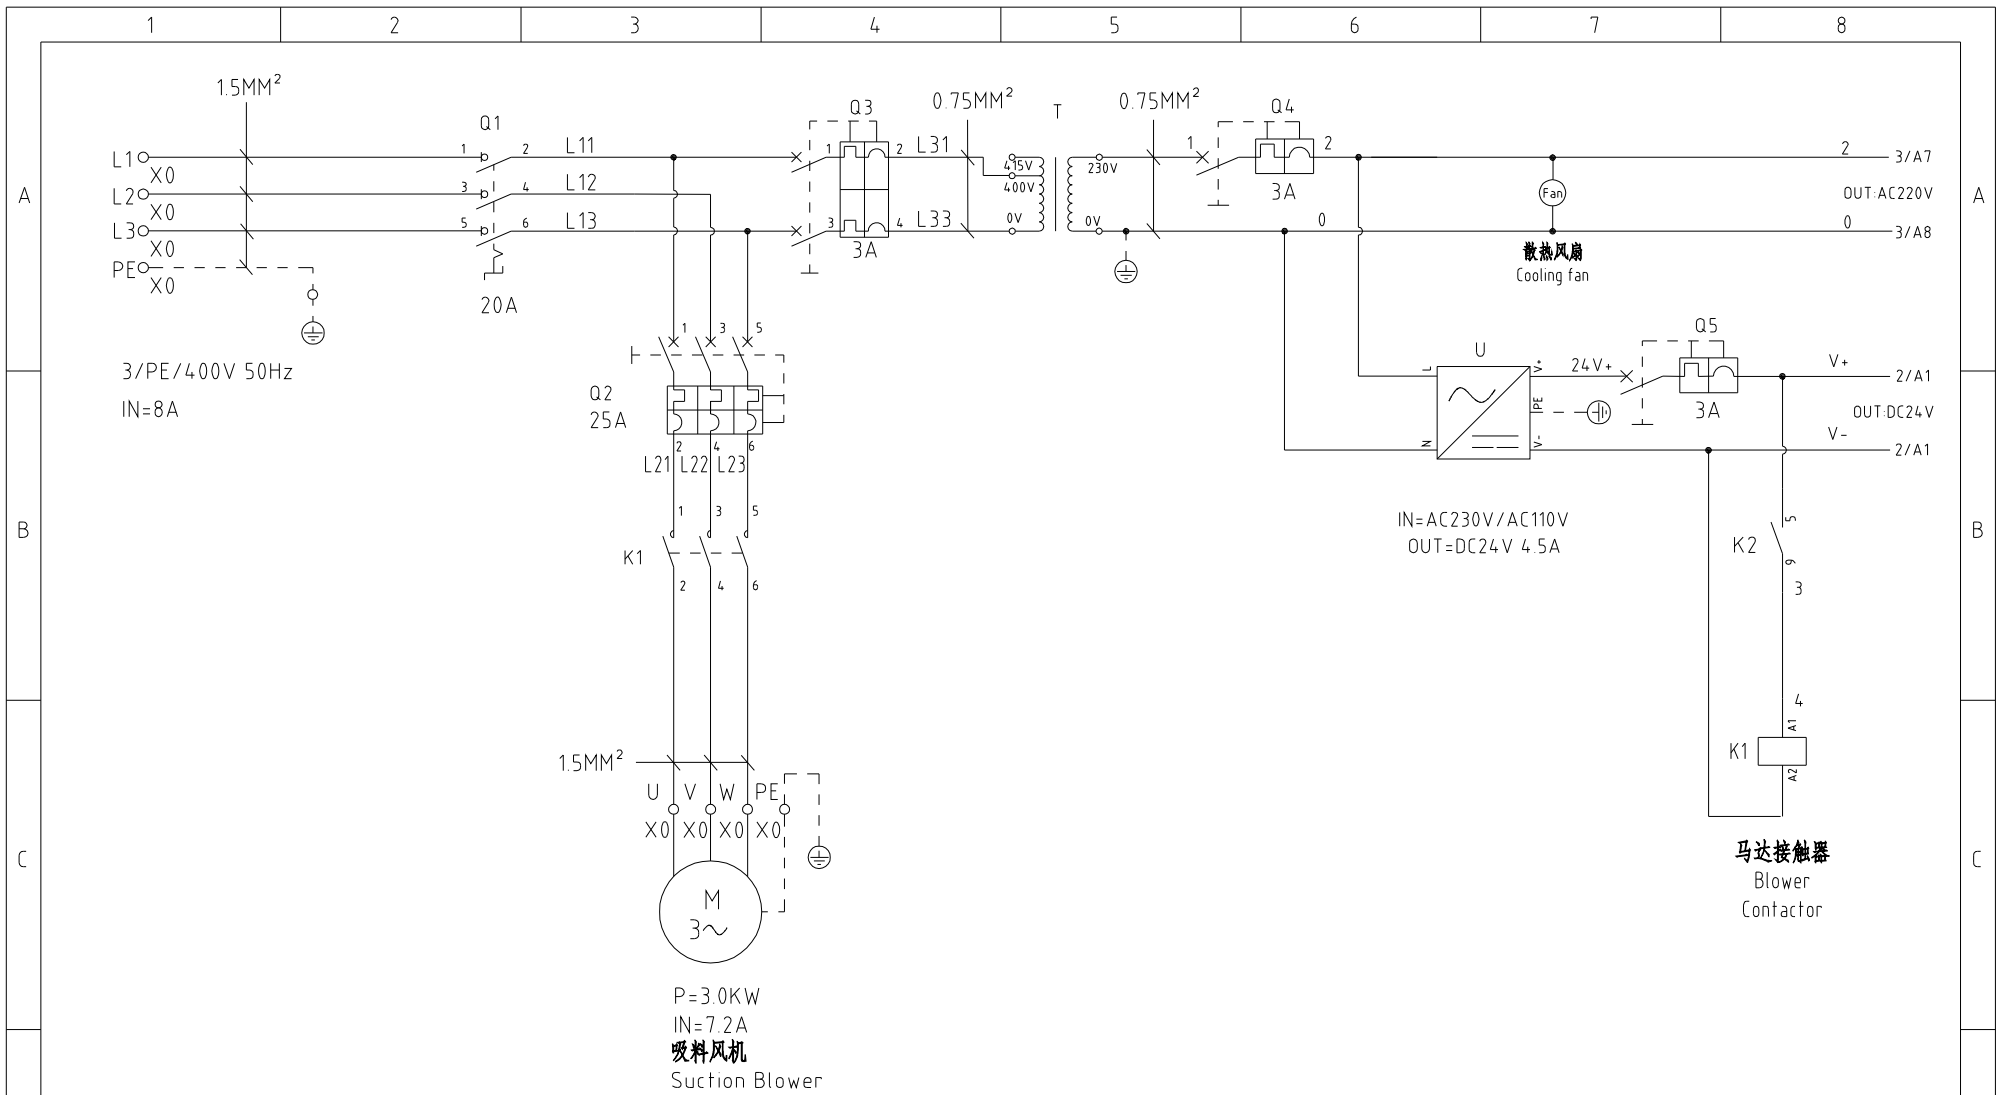 1 2 3 4 5 6 7 8
A A
B B
C C
1.5MM²
L1
X0
L2
X0
L3
X0
PE
X0
3/PE/400V 50Hz
IN=8A
Q1
1 2
3 4
5 6
20A
L11
L12
L13
Q3
1 2
3 4
3A
0.75MM²
L31
L33
T
415V
400V
0V
230V
0V
0.75MM²
Q4
1 2
3A
0
Fan
散热风扇
Cooling fan
2
3/A7
OUT:AC220V
0
3/A8
1 3 5
Q2
25A
2 4 6
L21 L22 L23
1 3 5
K1
2 4 6
1.5MM²
U V W PE
X0 X0 X0 X0
M
3~
P=3.0KW
IN=7.2A
吸料风机
Suction Blower
U
L
N
V+
PE
V-
IN=AC230V/AC110V
OUT=DC24V 4.5A
24V+
Q5
3A
V+
2/A1
OUT:DC24V
V-
2/A1
5
K2
9
3
4
A1
K1
A2
马达接触器
Blower
Contactor